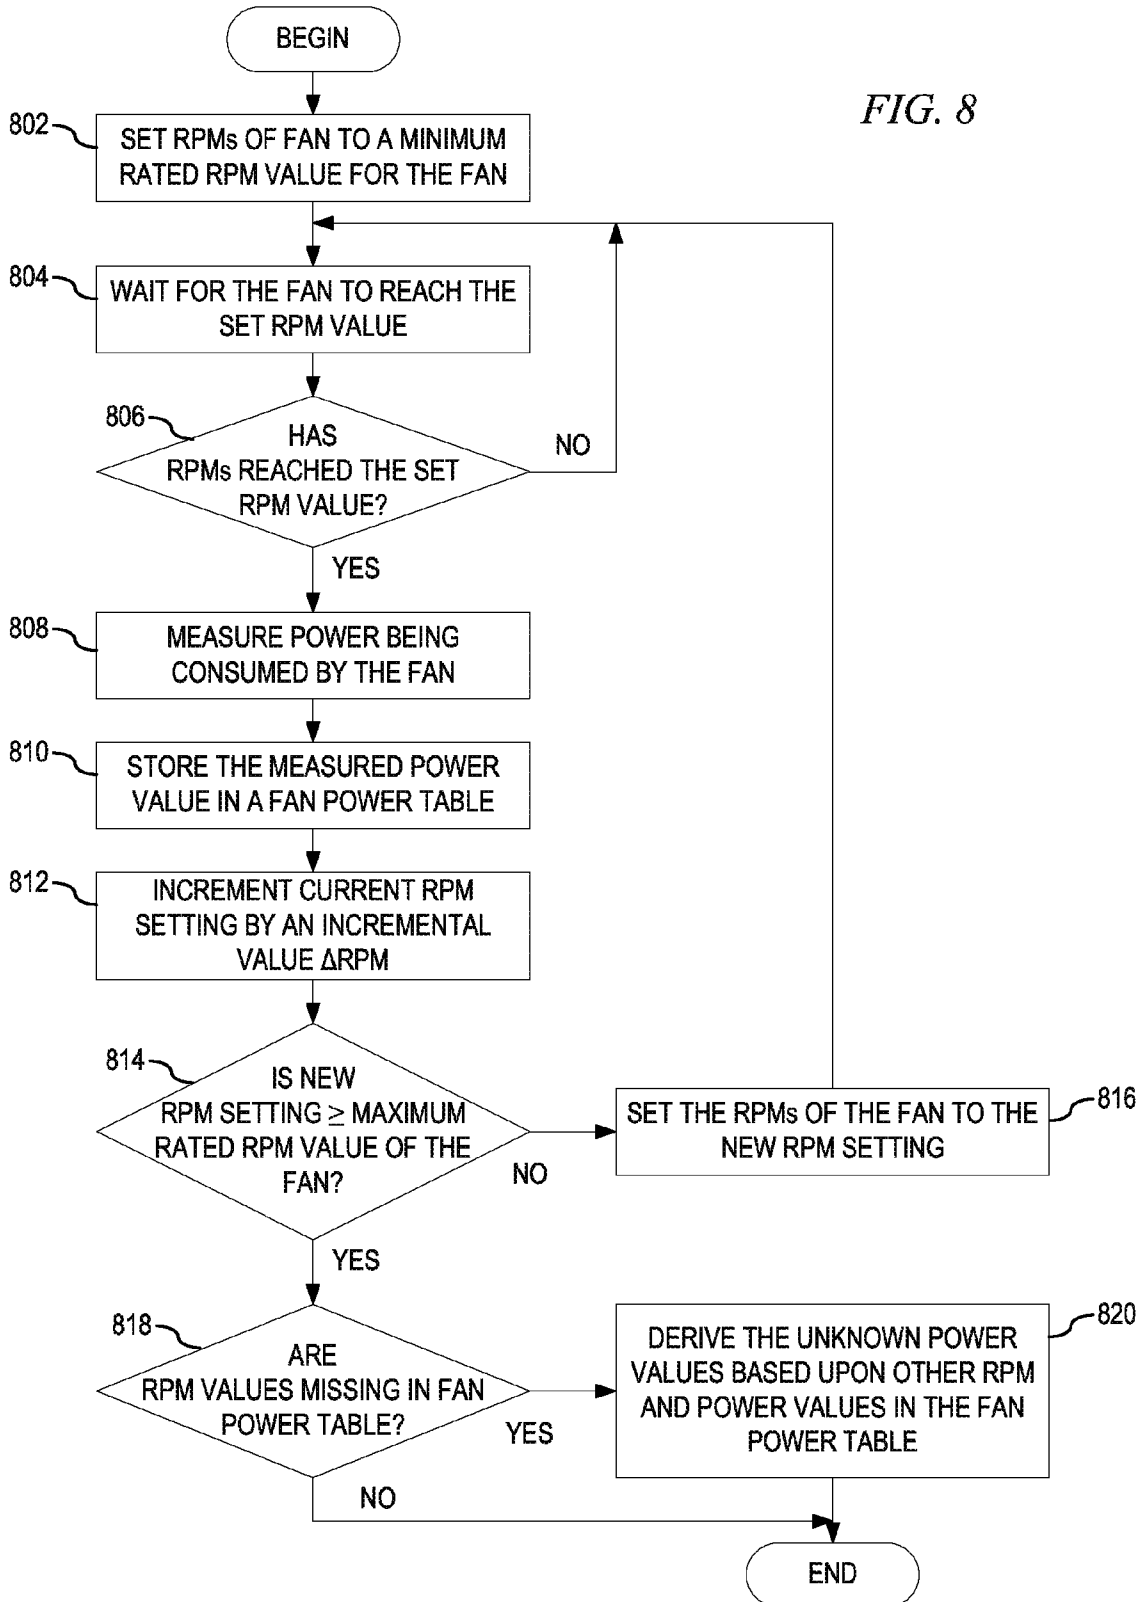 BEGIN
FIG. 8
802
SET RPMs OF FAN TO A MINIMUM
RATED RPM VALUE FOR THE FAN
804
WAIT FOR THE FAN TO REACH THE
SET RPM VALUE
806
HAS
RPMs REACHED THE SET
RPM VALUE?
NO
YES
808
MEASURE POWER BEING
CONSUMED BY THE FAN
810
STORE THE MEASURED POWER
VALUE IN A FAN POWER TABLE
812
INCREMENT CURRENT RPM
SETTING BY AN INCREMENTAL
VALUE ΔRPM
814
IS NEW
RPM SETTING ≥ MAXIMUM
RATED RPM VALUE OF THE
FAN?
NO
816
SET THE RPMs OF THE FAN TO THE
NEW RPM SETTING
YES
818
ARE
RPM VALUES MISSING IN FAN
POWER TABLE?
YES
820
DERIVE THE UNKNOWN POWER
VALUES BASED UPON OTHER RPM
AND POWER VALUES IN THE FAN
POWER TABLE
NO
END